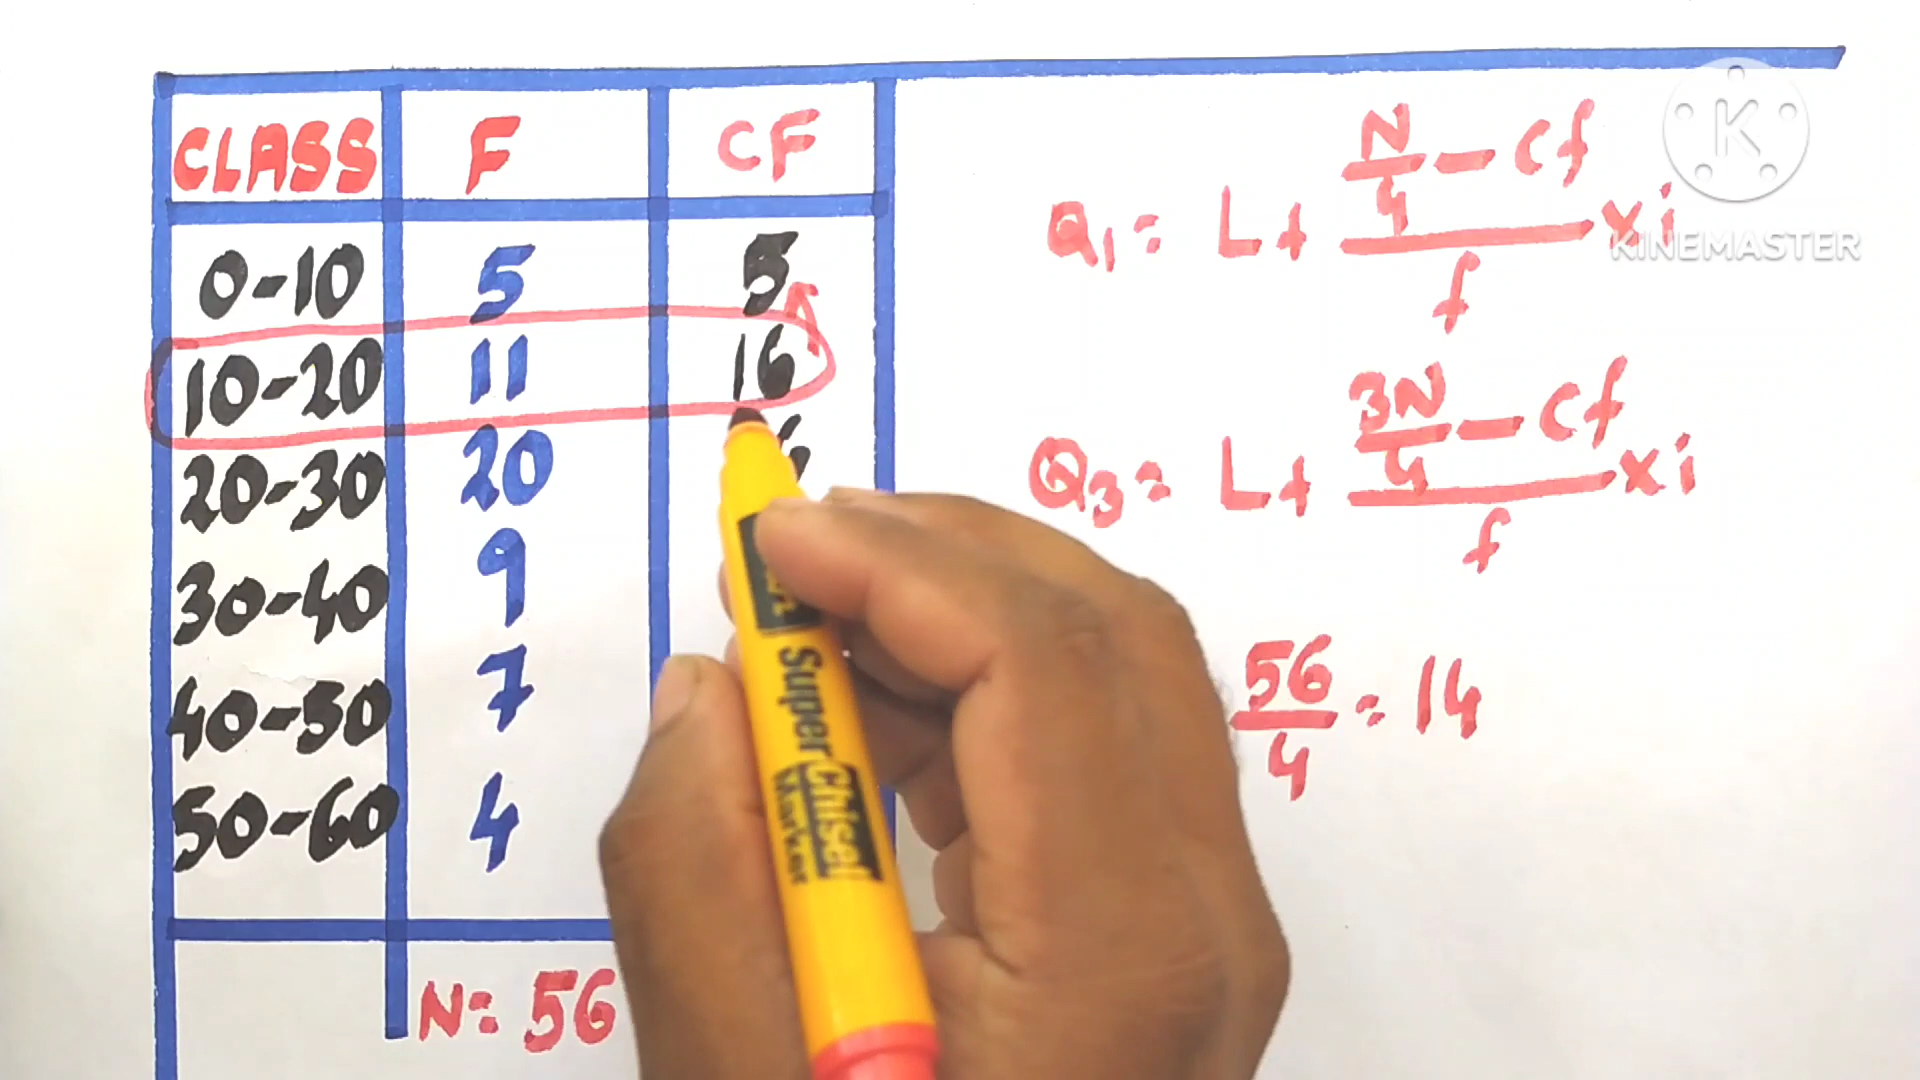 CLASS F CF
0-10 5 5
10-20 11 16
20-30 20
30-40 9
40-50 7
50-60 4
N= 56
Q1= L+ N/4 - Cf / f x i
Q3= L+ 3N/4 - Cf / f x i
56/4 = 14
K
KINEMASTER
Super Chisel
Marker